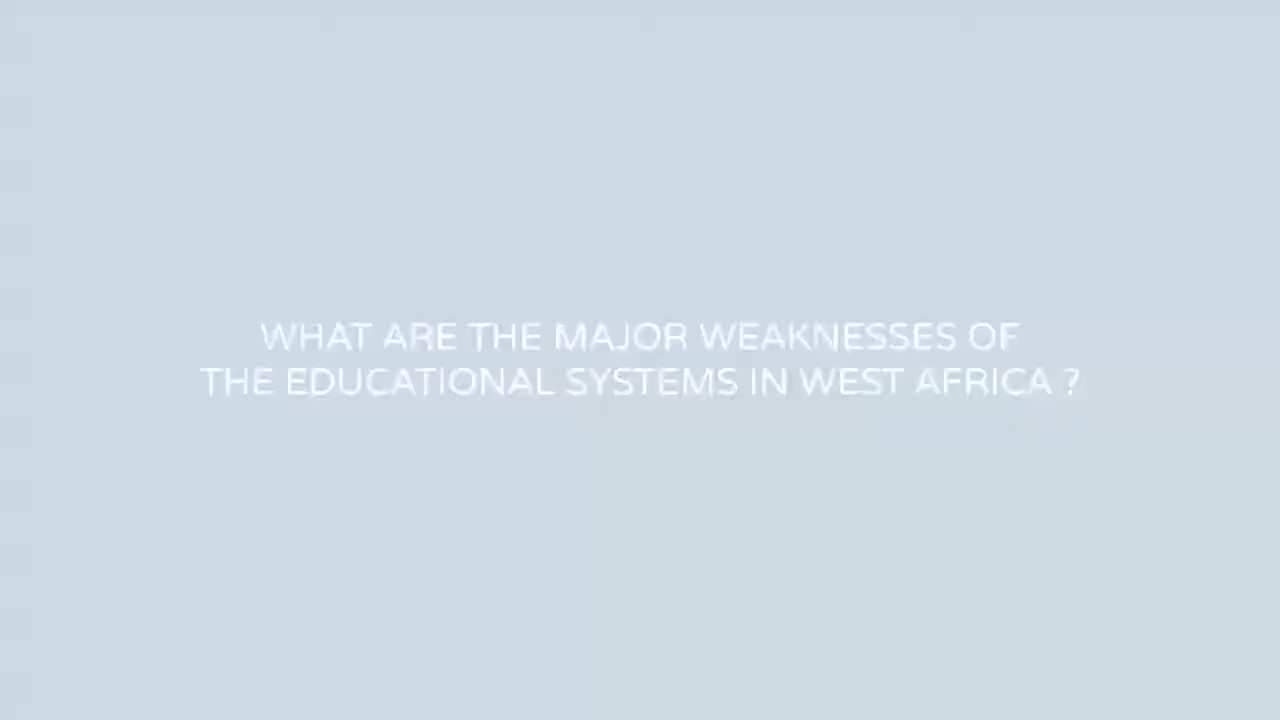 WHAT ARE THE MAJOR WEAKNESSES OF
THE EDUCATIONAL SYSTEMS IN WEST AFRICA ?